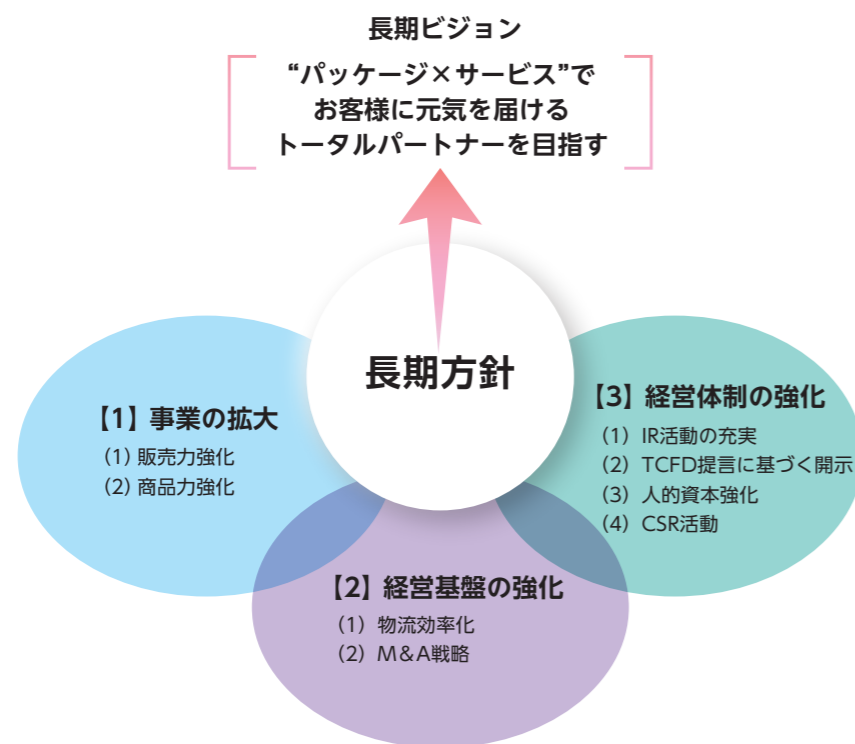 長期ビジョン
“パッケージ×サービス”で
お客様に元気を届ける
トータルパートナーを目指す
長期方針
【1】事業の拡大
(1) 販売力強化
(2) 商品力強化
【2】経営基盤の強化
(1) 物流効率化
(2) M&A戦略
【3】経営体制の強化
(1) IR活動の充実
(2) TCFD提言に基づく開示
(3) 人的資本強化
(4) CSR活動